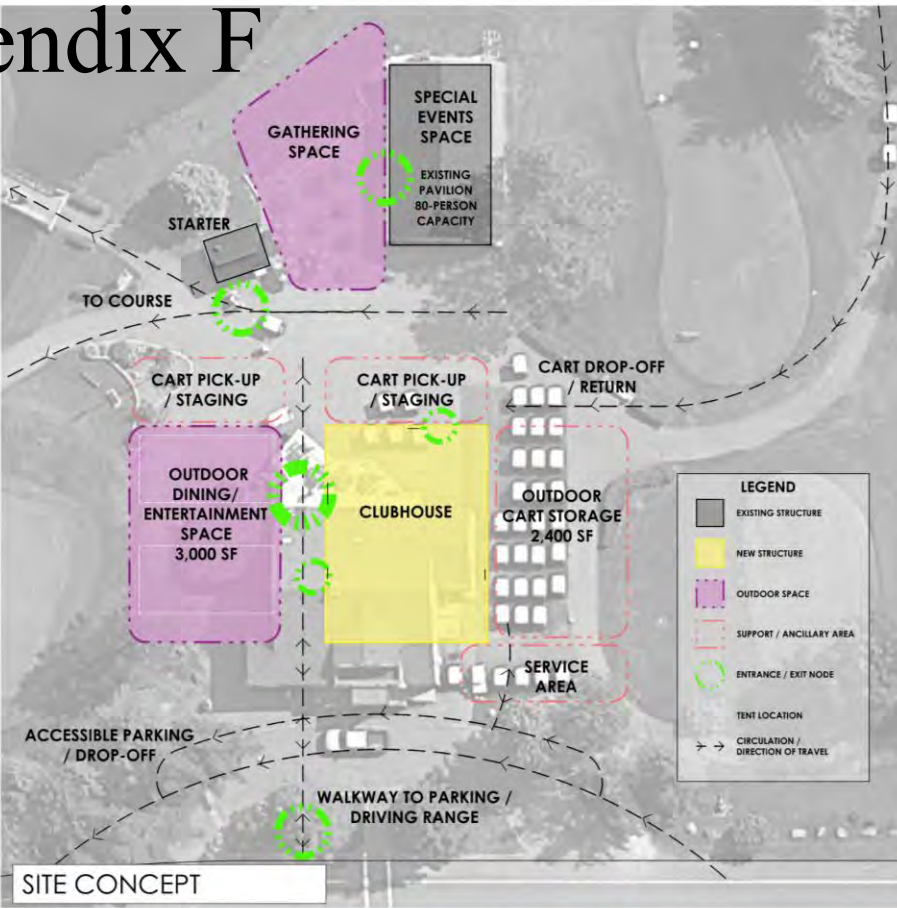 endix F
SPECIAL
EVENTS
SPACE
EXISTING
PAVILION
80-PERSON
CAPACITY
GATHERING
SPACE
STARTER
TO COURSE
CART PICK-UP
/ STAGING
CART PICK-UP
/ STAGING
CART DROP-OFF
/ RETURN
OUTDOOR
DINING/
ENTERTAINMENT
SPACE
3,000 SF
CLUBHOUSE
OUTDOOR
CART STORAGE
2,400 SF
SERVICE
AREA
LEGEND
EXISTING STRUCTURE
NEW STRUCTURE
OUTDOOR SPACE
SUPPORT / ANCILLARY AREA
ENTRANCE / EXIT NODE
TENT LOCATION
CIRCULATION /
DIRECTION OF TRAVEL
ACCESSIBLE PARKING
/ DROP-OFF
WALKWAY TO PARKING /
DRIVING RANGE
SITE CONCEPT